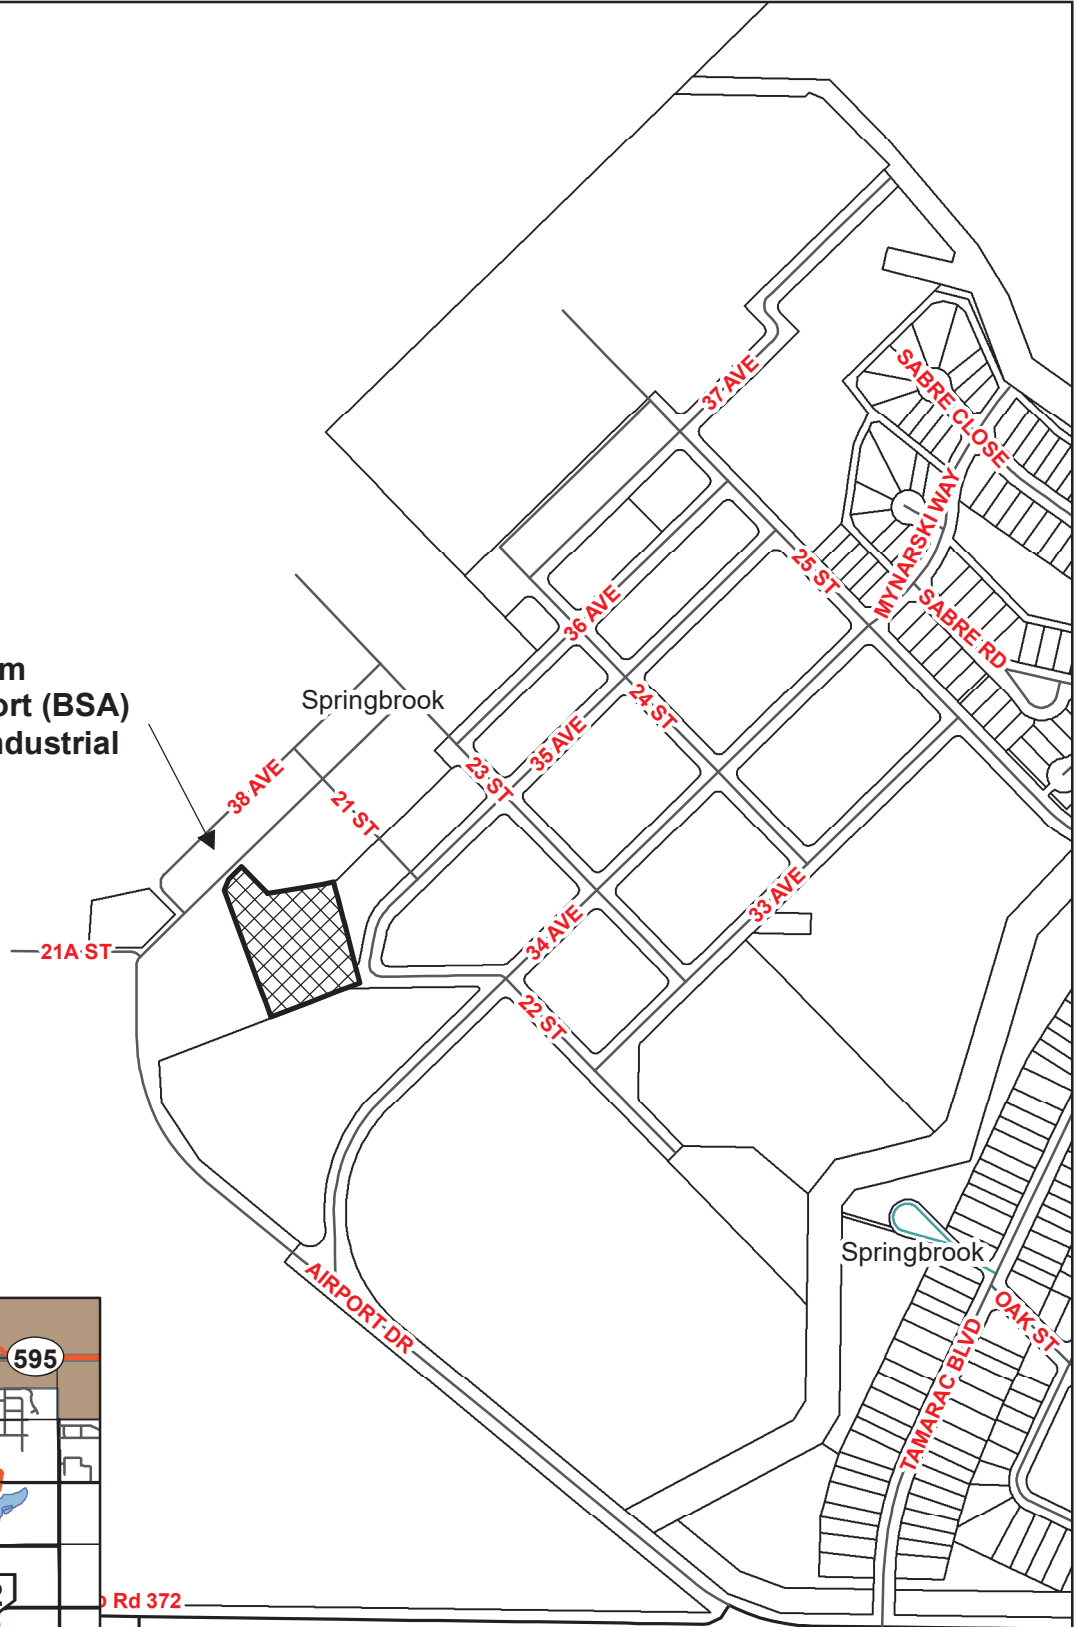 37 AVE
SABRE CLOSE
MYNARSKI WAY
25 ST
36 AVE
SABRE RD
Springbrook
24 ST
35 AVE
23 ST
ort (BSA)
38 AVE
21 ST
33 AVE
34 AVE
21A ST
22 ST
Springbrook
AIRPORT DR
OAK ST
TAMARAC BLVD
595
Rd 372